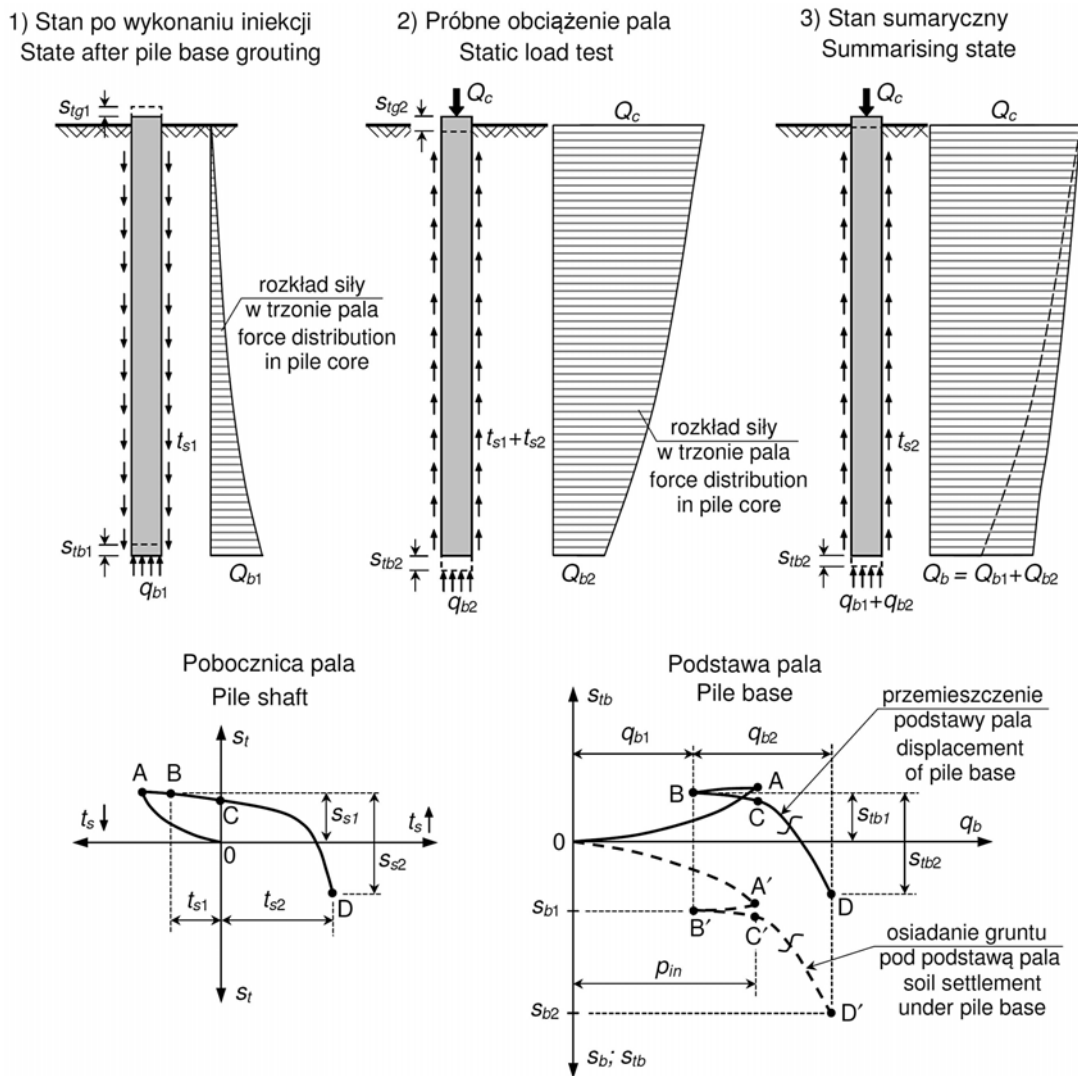 1) Stan po wykonaniu iniekcji
State after pile base grouting
2) Próbne obciążenie pala
Static load test
3) Stan sumaryczny
Summarising state
s_tg1
rozkład siły
w trzonie pala
force distribution
in pile core
t_s1
s_tb1
q_b1
Q_b1
Q_c
s_tg2
Q_c
t_s1+t_s2
rozkład siły
w trzonie pala
force distribution
in pile core
s_tb2
q_b2
Q_b2
Q_c
Q_c
t_s2
s_tb2
q_b1+q_b2
Q_b = Q_b1+Q_b2
Pobocznica pala
Pile shaft
s_t
A
B
C
t_s
t_s
0
s_s1
s_s2
t_s1
t_s2
D
s_t
Podstawa pala
Pile base
s_tb
q_b1
q_b2
przemieszczenie
podstawy pala
displacement
of pile base
B
A
C
s_tb1
q_b
0
s_tb2
A′
D
s_b1
B′
C′
p_in
osiadanie gruntu
pod podstawą pala
soil settlement
under pile base
s_b2
D′
s_b; s_tb